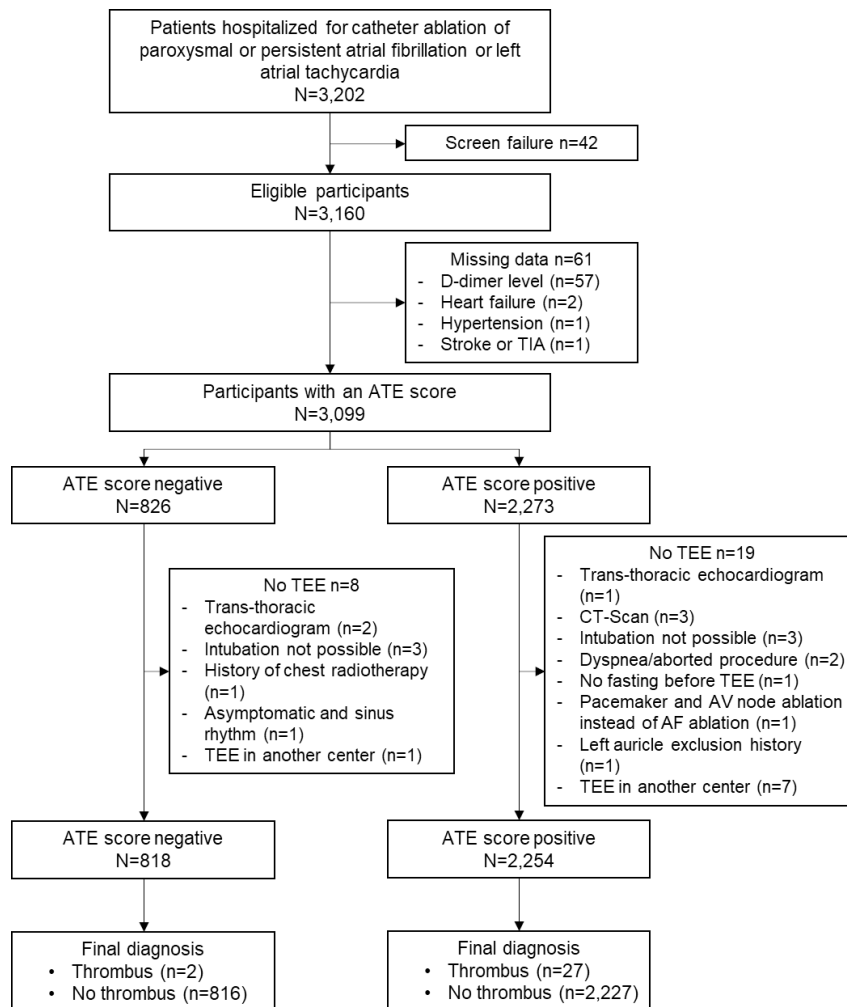 Patients hospitalized for catheter ablation of
paroxysmal or persistent atrial fibrillation or left
atrial tachycardia
N=3,202
Screen failure n=42
Eligible participants
N=3,160
Missing data n=61
- D-dimer level (n=57)
- Heart failure (n=2)
- Hypertension (n=1)
- Stroke or TIA (n=1)
Participants with an ATE score
N=3,099
ATE score negative
N=826
ATE score positive
N=2,273
No TEE n=8
- Trans-thoracic
echocardiogram (n=2)
- Intubation not possible (n=3)
- History of chest radiotherapy
(n=1)
- Asymptomatic and sinus
rhythm (n=1)
- TEE in another center (n=1)
No TEE n=19
- Trans-thoracic echocardiogram
(n=1)
- CT-Scan (n=3)
- Intubation not possible (n=3)
- Dyspnea/aborted procedure (n=2)
- No fasting before TEE (n=1)
- Pacemaker and AV node ablation
instead of AF ablation (n=1)
- Left auricle exclusion history
(n=1)
- TEE in another center (n=7)
ATE score negative
N=818
ATE score positive
N=2,254
Final diagnosis
• Thrombus (n=2)
• No thrombus (n=816)
Final diagnosis
• Thrombus (n=27)
• No thrombus (n=2,227)